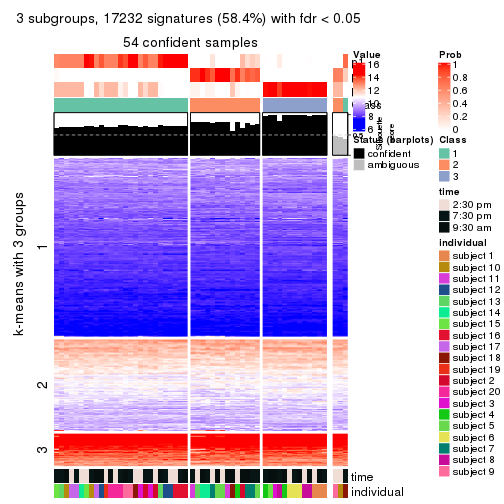 3 subgroups, 17232 signatures (58.4%) with fdr < 0.05
54 confident samples
k-means with 3 groups
1
2
3
time
individual
Value
16
14
12
10
8
6
Status (barplots)
confident
ambiguous
Silhouette
score
Prob
1
0.8
0.6
0.4
0.2
0
Class
1
2
3
time
2:30 pm
7:30 pm
9:30 am
individual
subject 1
subject 10
subject 11
subject 12
subject 13
subject 14
subject 15
subject 16
subject 17
subject 18
subject 19
subject 2
subject 20
subject 3
subject 4
subject 5
subject 6
subject 7
subject 8
subject 9